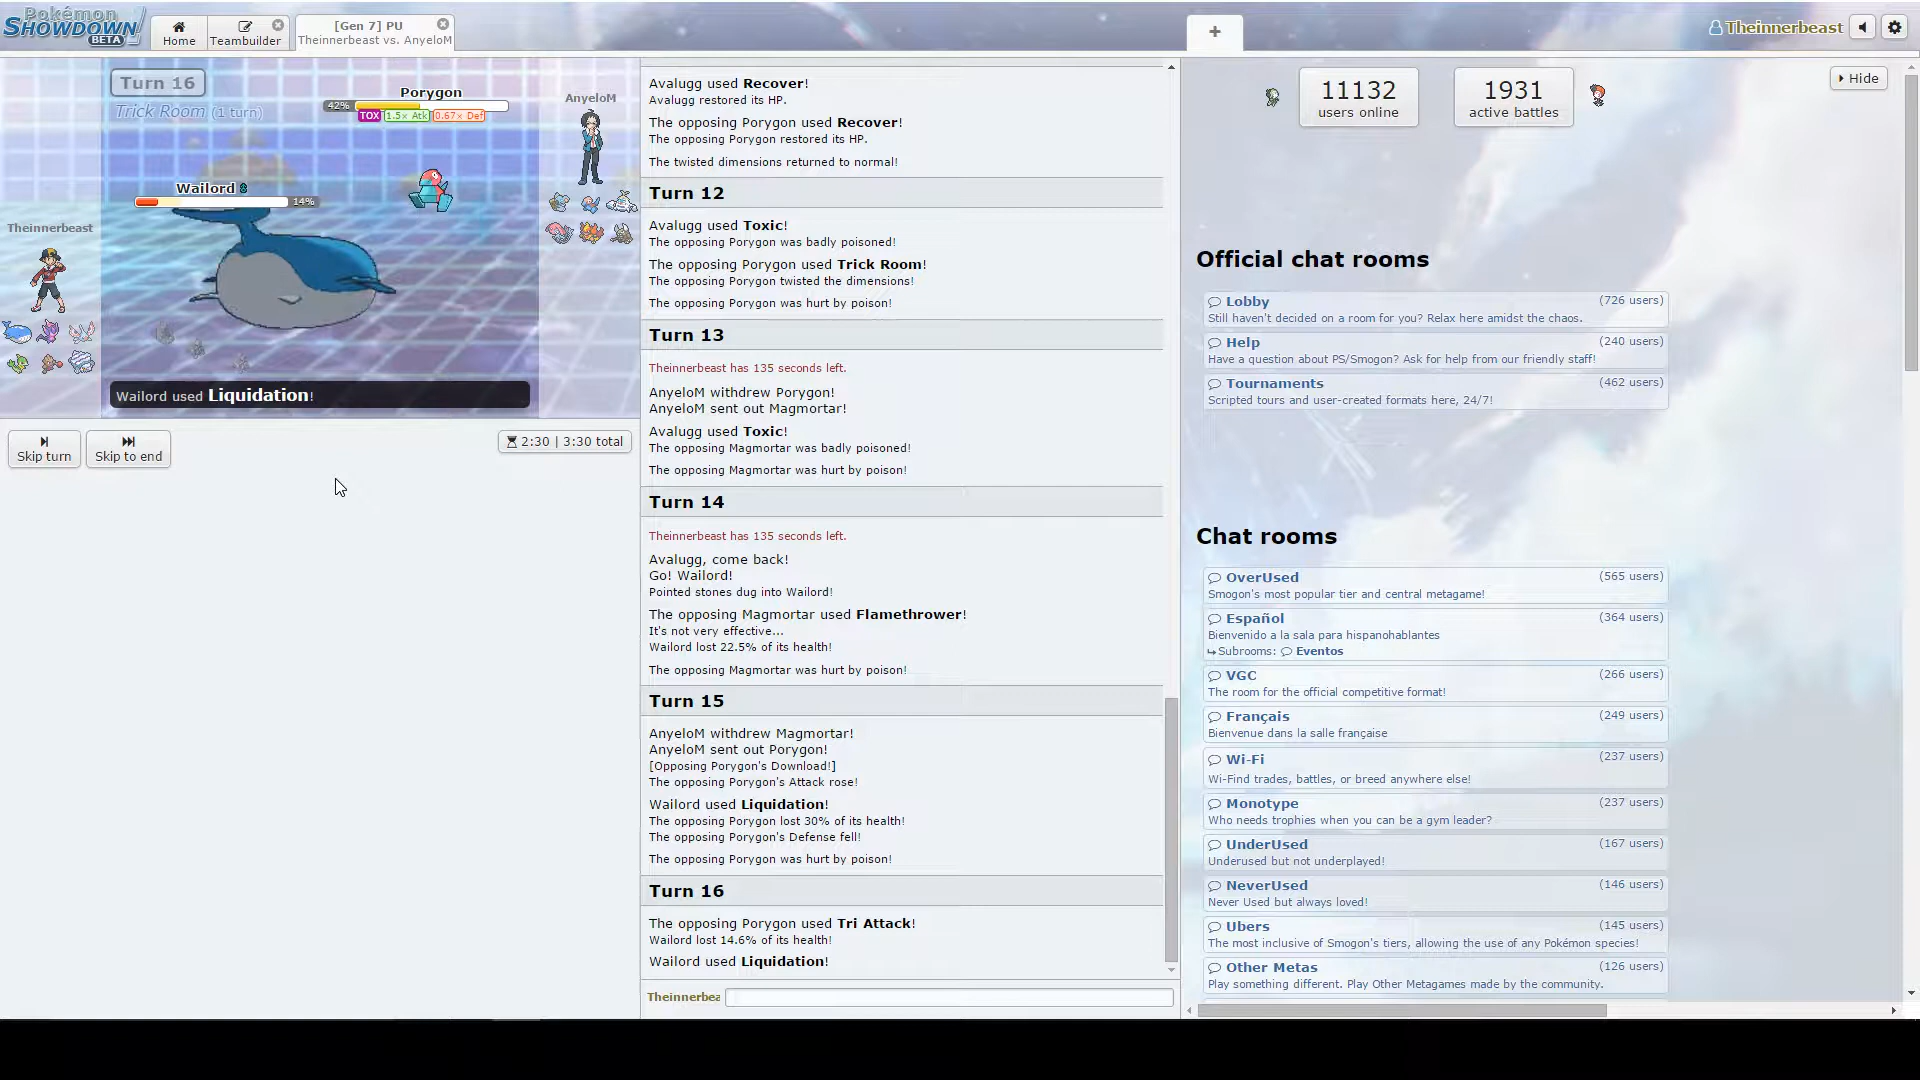 Pokémon
SHOWDOWN!
BETA
Home
Teambuilder
[Gen 7] PU
Theinnerbeast vs. AnyeloM
+
Theinnerbeast
Turn 16
Trick Room (1 turn)
Porygon
42%
TOX 1.5× Atk 0.67× Def
AnyeloM
Wailord
14%
Theinnerbeast
Wailord used Liquidation!
Skip turn
Skip to end
2:30 | 3:30 total
Avalugg used Recover!
Avalugg restored its HP.
The opposing Porygon used Recover!
The opposing Porygon restored its HP.
The twisted dimensions returned to normal!
Turn 12
Avalugg used Toxic!
The opposing Porygon was badly poisoned!
The opposing Porygon used Trick Room!
The opposing Porygon twisted the dimensions!
The opposing Porygon was hurt by poison!
Turn 13
Theinnerbeast has 135 seconds left.
AnyeloM withdrew Porygon!
AnyeloM sent out Magmortar!
Avalugg used Toxic!
The opposing Magmortar was badly poisoned!
The opposing Magmortar was hurt by poison!
Turn 14
Theinnerbeast has 135 seconds left.
Avalugg, come back!
Go! Wailord!
Pointed stones dug into Wailord!
The opposing Magmortar used Flamethrower!
It's not very effective...
Wailord lost 22.5% of its health!
The opposing Magmortar was hurt by poison!
Turn 15
AnyeloM withdrew Magmortar!
AnyeloM sent out Porygon!
[Opposing Porygon's Download!]
The opposing Porygon's Attack rose!
Wailord used Liquidation!
The opposing Porygon lost 30% of its health!
The opposing Porygon's Defense fell!
The opposing Porygon was hurt by poison!
Turn 16
The opposing Porygon used Tri Attack!
Wailord lost 14.6% of its health!
Wailord used Liquidation!
Theinnerbea
11132
users online
1931
active battles
Hide
Official chat rooms
Lobby (726 users)
Still haven't decided on a room for you? Relax here amidst the chaos.
Help (240 users)
Have a question about PS/Smogon? Ask for help from our friendly staff!
Tournaments (462 users)
Scripted tours and user-created formats here, 24/7!
Chat rooms
OverUsed (565 users)
Smogon's most popular tier and central metagame!
Español (364 users)
Bienvenido a la sala para hispanohablantes
Subrooms: Eventos
VGC (266 users)
The room for the official competitive format!
Français (249 users)
Bienvenue dans la salle française
Wi-Fi (237 users)
Wi-Find trades, battles, or breed anywhere else!
Monotype (237 users)
Who needs trophies when you can be a gym leader?
UnderUsed (167 users)
Underused but not underplayed!
NeverUsed (146 users)
Never Used but always loved!
Ubers (145 users)
The most inclusive of Smogon's tiers, allowing the use of any Pokémon species!
Other Metas (126 users)
Play something different. Play Other Metagames made by the community.